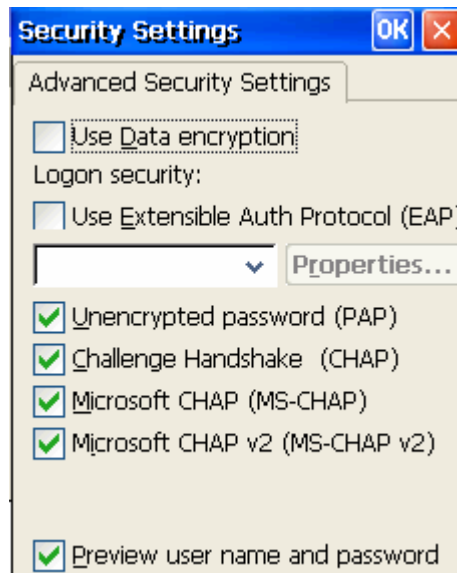 Security Settings OK
Advanced Security Settings
Use Data encryption
Logon security:
Use Extensible Auth Protocol (EAP)
Properties...
Unencrypted password (PAP)
Challenge Handshake (CHAP)
Microsoft CHAP (MS-CHAP)
Microsoft CHAP v2 (MS-CHAP v2)
Preview user name and password